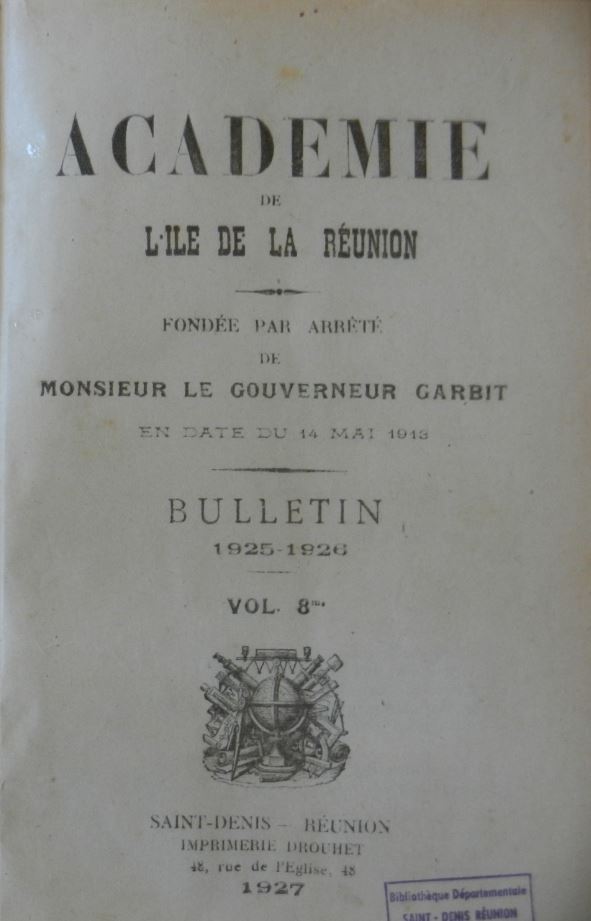 ACADEMIE
DE
L'ILE DE LA RÉUNION
FONDÉE PAR ARRÊTÉ
DE
MONSIEUR LE GOUVERNEUR GARBIT
EN DATE DU 14 MAI 1913
BULLETIN
1925-1926
VOL. 8me.
SAINT-DENIS — RÉUNION
IMPRIMERIE DROUHET
48, rue de l'Eglise, 48
1927
Bibliothèque Départementale
SAINT - DENIS RÉUNION